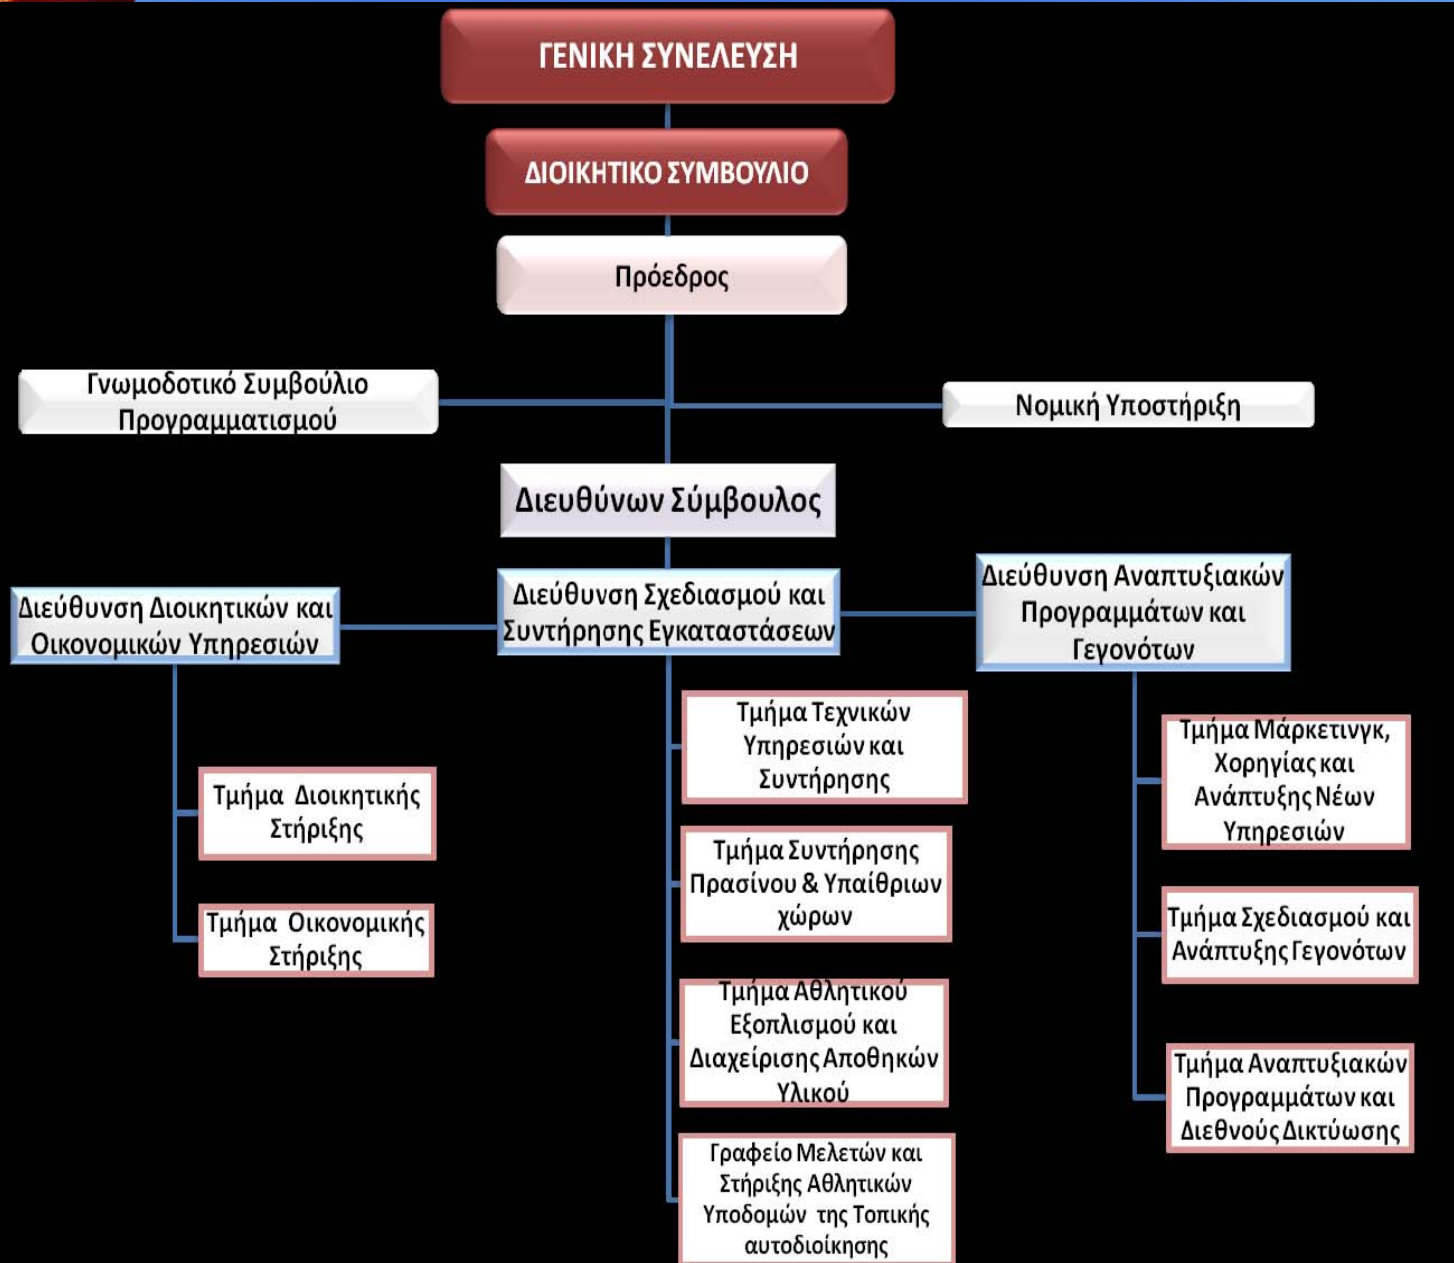 ΓΕΝΙΚΗ ΣΥΝΕΛΕΥΣΗ
ΔΙΟΙΚΗΤΙΚΟ ΣΥΜΒΟΥΛΙΟ
Πρόεδρος
Γνωμοδοτικό Συμβούλιο
Προγραμματισμού
Νομική Υποστήριξη
Διευθύνων Σύμβουλος
Διεύθυνση Διοικητικών και
Οικονομικών Υπηρεσιών
Διεύθυνση Σχεδιασμού και
Συντήρησης Εγκαταστάσεων
Διεύθυνση Αναπτυξιακών
Προγραμμάτων και
Γεγονότων
Τμήμα Διοικητικής
Στήριξης
Τμήμα Οικονομικής
Στήριξης
Τμήμα Τεχνικών
Υπηρεσιών και
Συντήρησης
Τμήμα Συντήρησης
Πρασίνου & Υπαίθριων
χώρων
Τμήμα Αθλητικού
Εξοπλισμού και
Διαχείρισης Αποθηκών
Υλικού
Γραφείο Μελετών και
Στήριξης Αθλητικών
Υποδομών της Τοπικής
αυτοδιοίκησης
Τμήμα Μάρκετινγκ,
Χορηγίας και
Ανάπτυξης Νέων
Υπηρεσιών
Τμήμα Σχεδιασμού και
Ανάπτυξης Γεγονότων
Τμήμα Αναπτυξιακών
Προγραμμάτων και
Διεθνούς Δικτύωσης